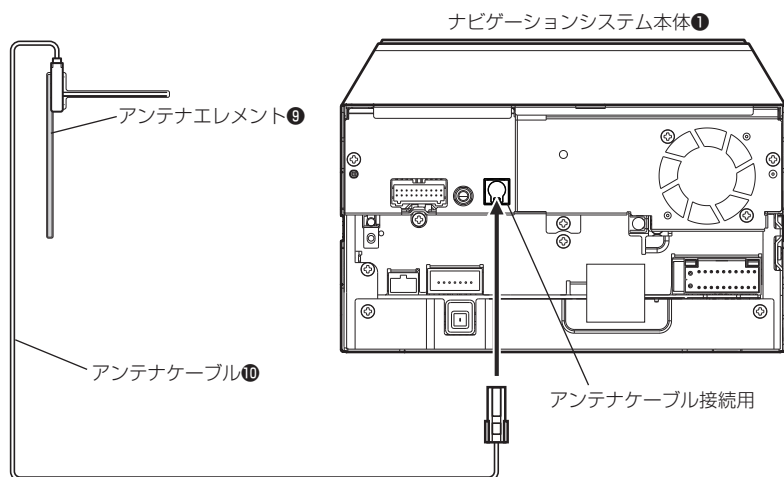 ナビゲーションシステム本体❶
アンテナエレメント❾
アンテナケーブル❿
アンテナケーブル接続用